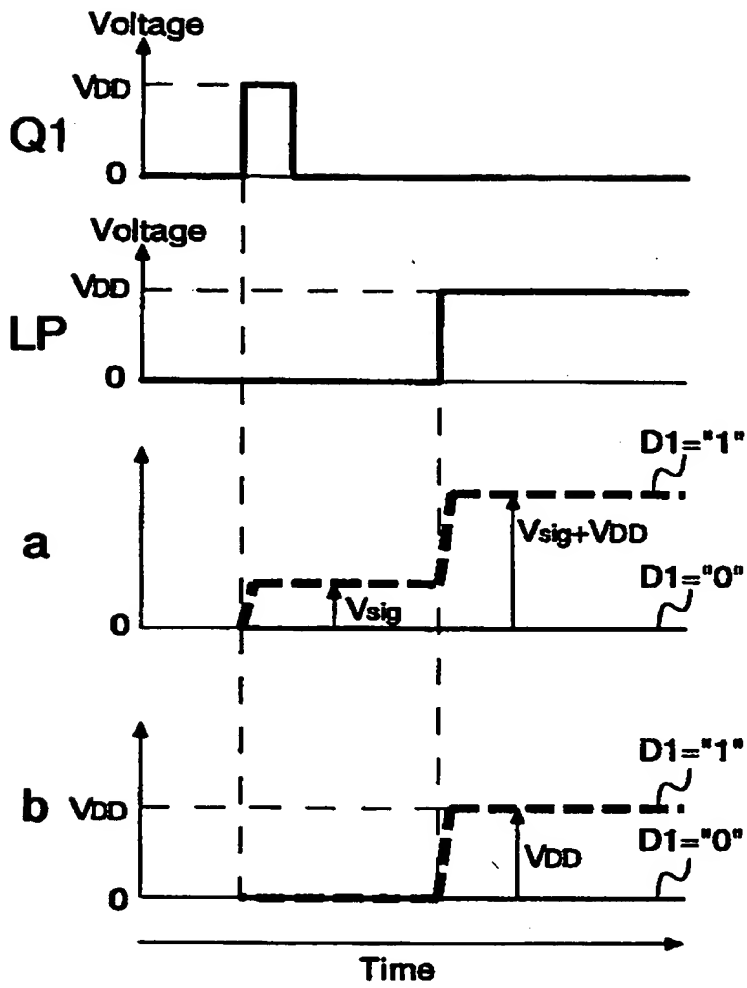 Voltage
VDD
Q1
0
Voltage
VDD
LP
0
D1="1"
a
Vsig+VDD
D1="0"
Vsig
0
D1="1"
b
VDD
D1="0"
VDD
0
Time